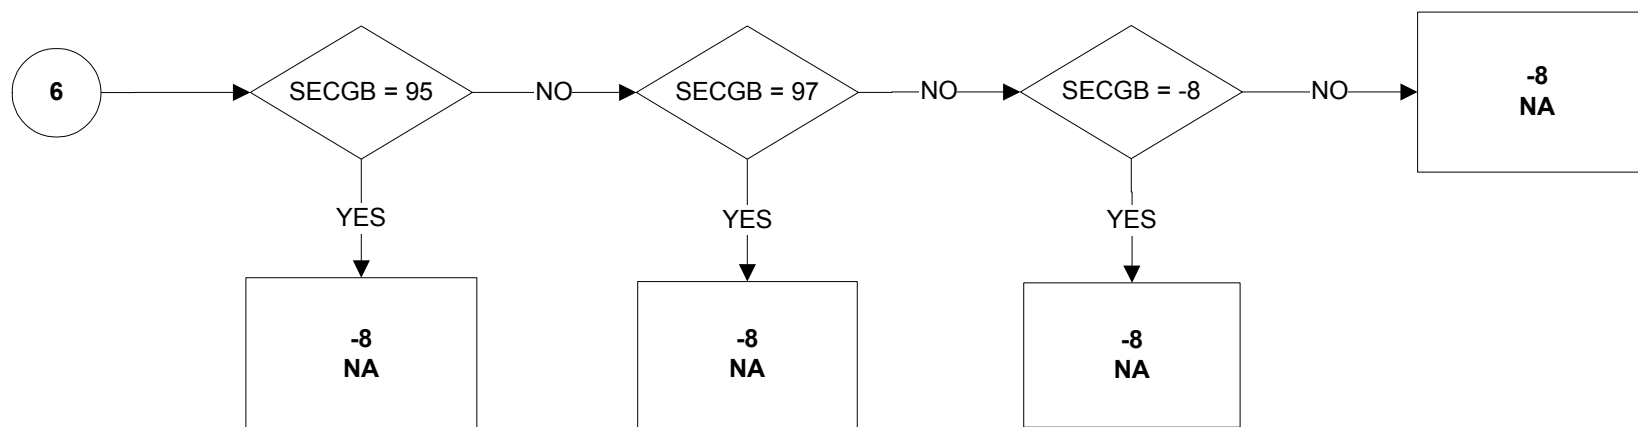 6
SECGB = 95
NO
SECGB = 97
NO
SECGB = -8
NO
-8
NA
YES
YES
YES
-8
NA
-8
NA
-8
NA